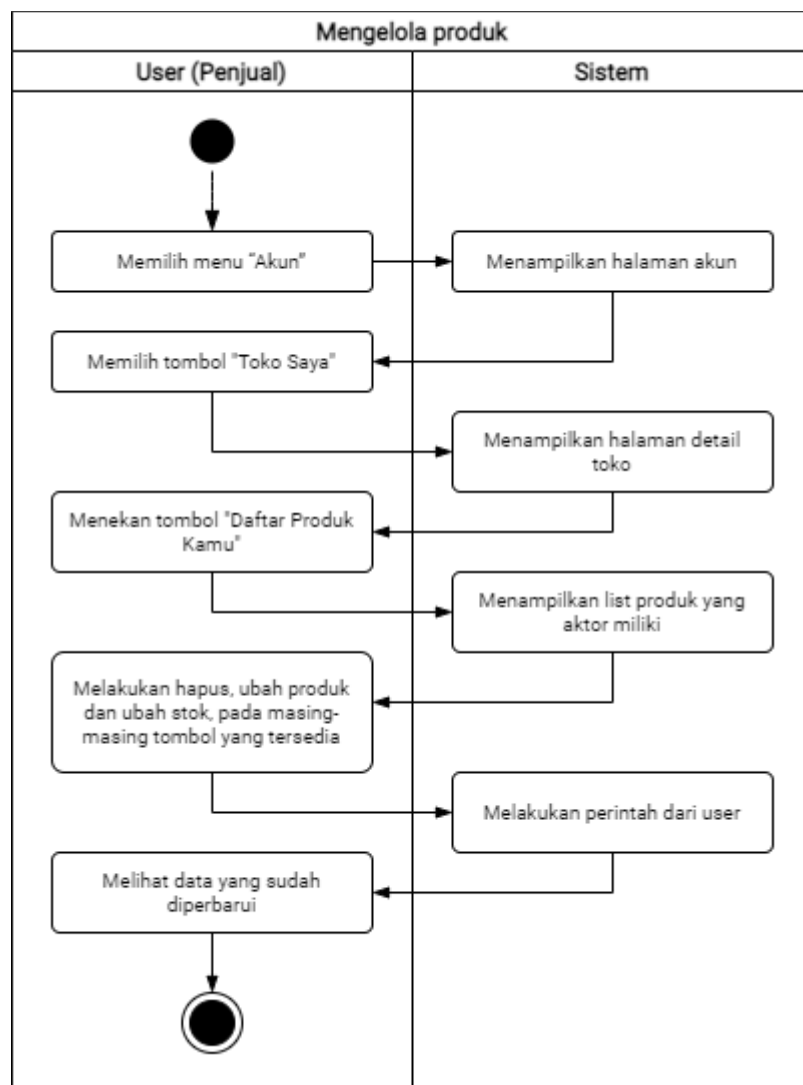 Mengelola produk
User (Penjual)
Sistem
Memilih menu “Akun”
Menampilkan halaman akun
Memilih tombol "Toko Saya"
Menampilkan halaman detail
toko
Menekan tombol "Daftar Produk
Kamu"
Menampilkan list produk yang
aktor miliki
Melakukan hapus, ubah produk
dan ubah stok, pada masing-
masing tombol yang tersedia
Melakukan perintah dari user
Melihat data yang sudah
diperbarui